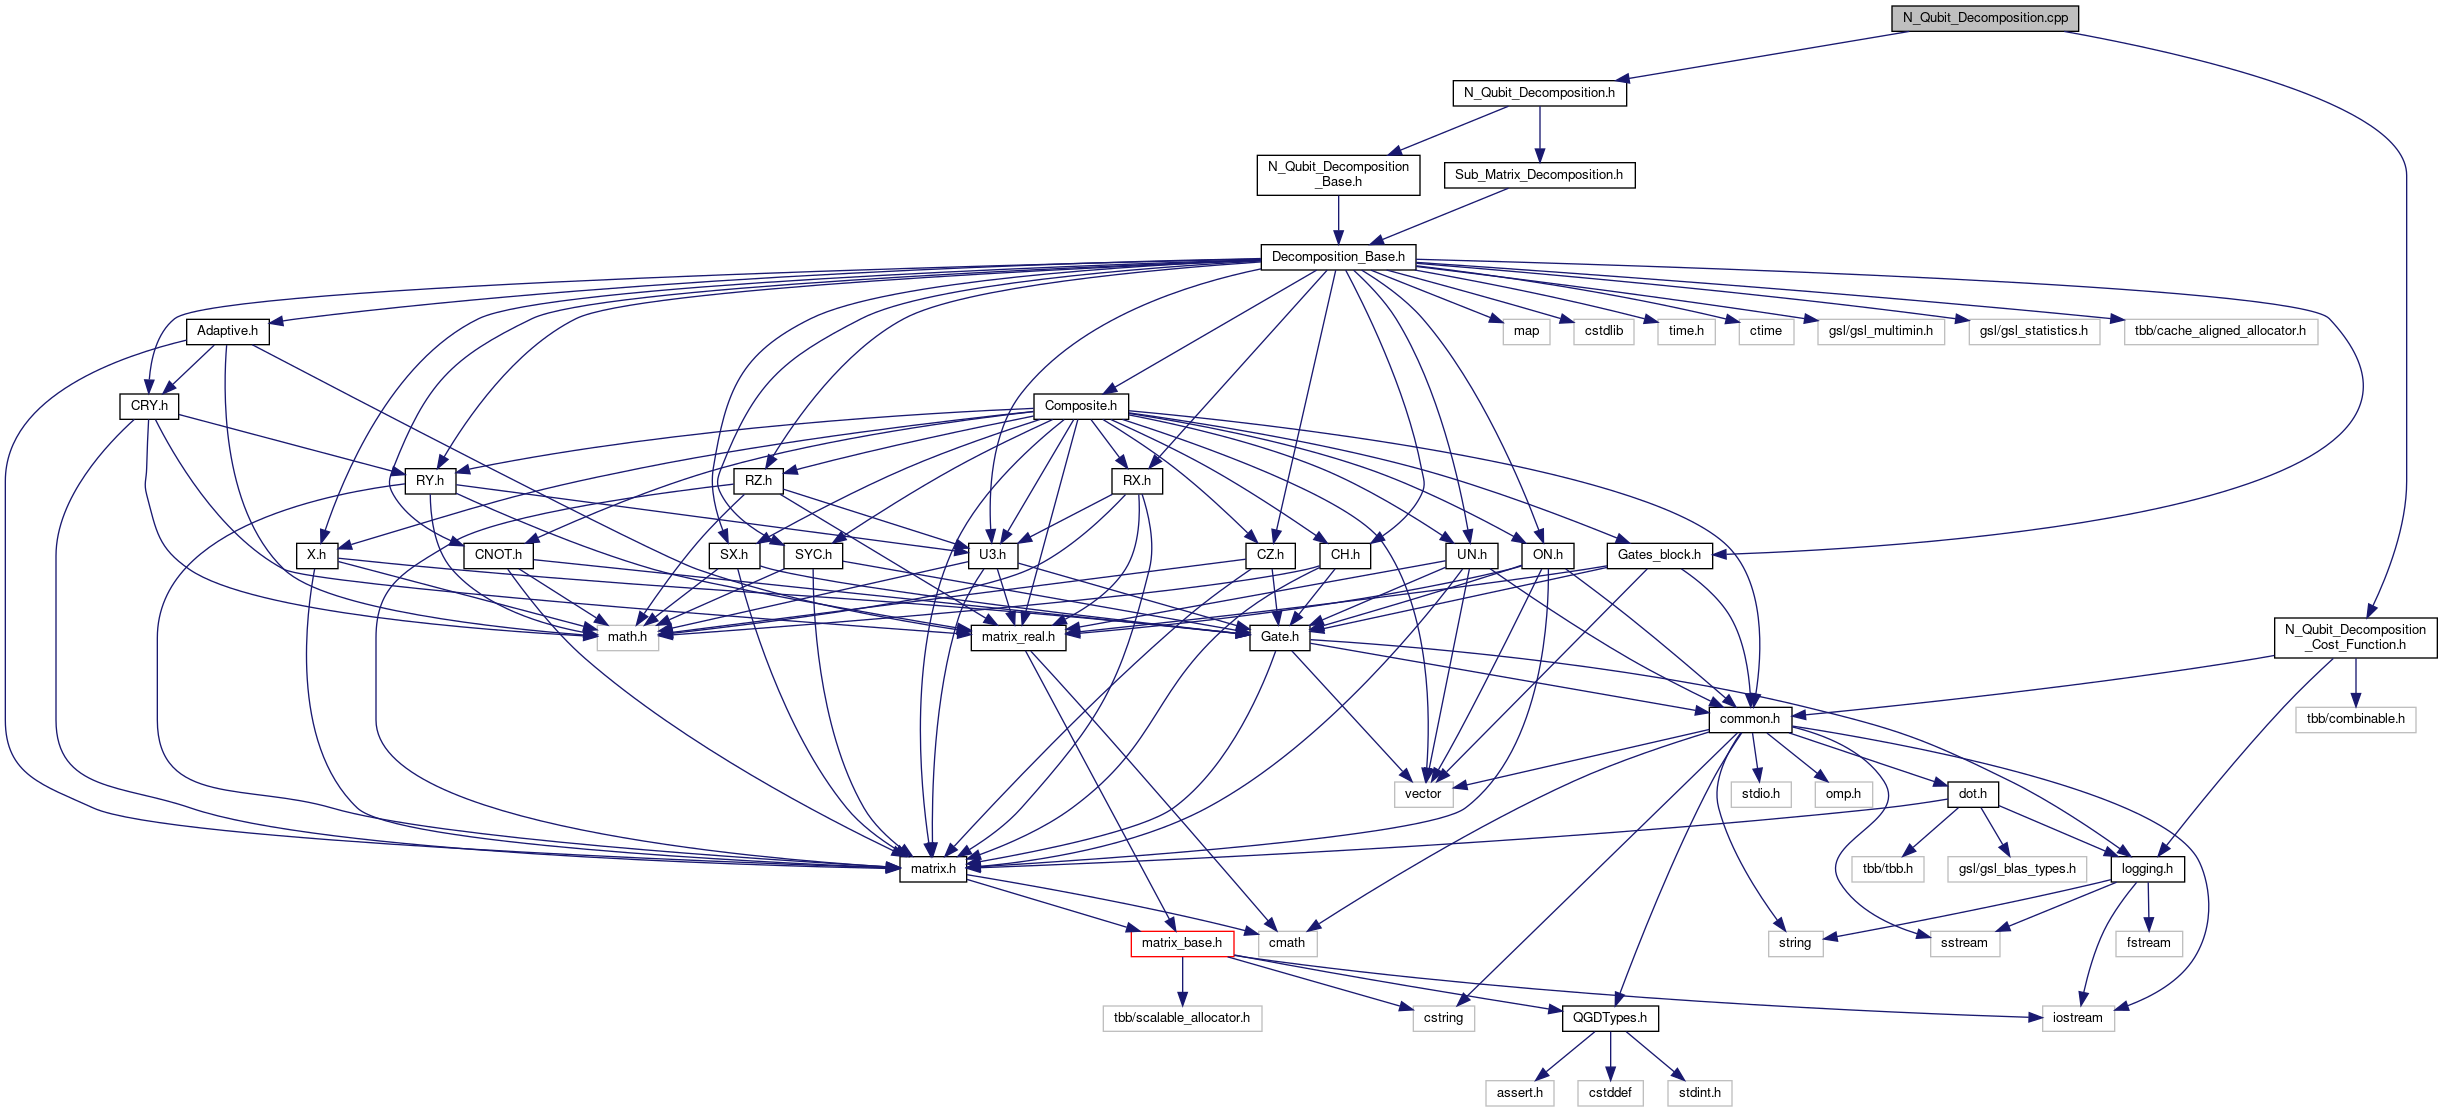 N_Qubit_Decomposition.cpp
N_Qubit_Decomposition.h
N_Qubit_Decomposition
_Base.h
Sub_Matrix_Decomposition.h
Decomposition_Base.h
Adaptive.h
map
cstdlib
time.h
ctime
gsl/gsl_multimin.h
gsl/gsl_statistics.h
tbb/cache_aligned_allocator.h
CRY.h
Composite.h
RY.h
RZ.h
RX.h
X.h
CNOT.h
SX.h
SYC.h
U3.h
CZ.h
CH.h
UN.h
ON.h
Gates_block.h
math.h
matrix_real.h
Gate.h
N_Qubit_Decomposition
_Cost_Function.h
common.h
tbb/combinable.h
vector
stdio.h
omp.h
dot.h
matrix.h
tbb/tbb.h
gsl/gsl_blas_types.h
logging.h
matrix_base.h
cmath
string
sstream
fstream
tbb/scalable_allocator.h
cstring
QGDTypes.h
iostream
assert.h
cstddef
stdint.h